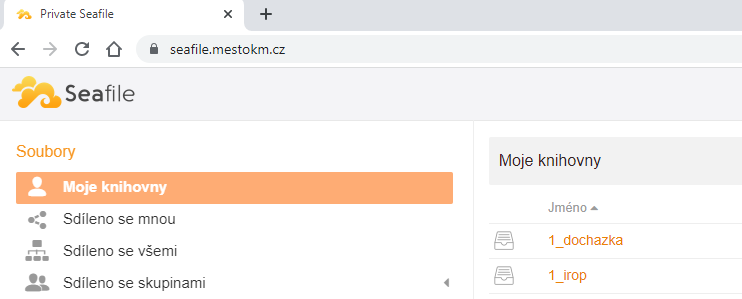 Private Seafile
seafile.mestokm.cz
Seafile
Soubory
Moje knihovny
Sdíleno se mnou
Sdíleno se všemi
Sdíleno se skupinami
Moje knihovny
Jméno
1_dochazka
1_irop